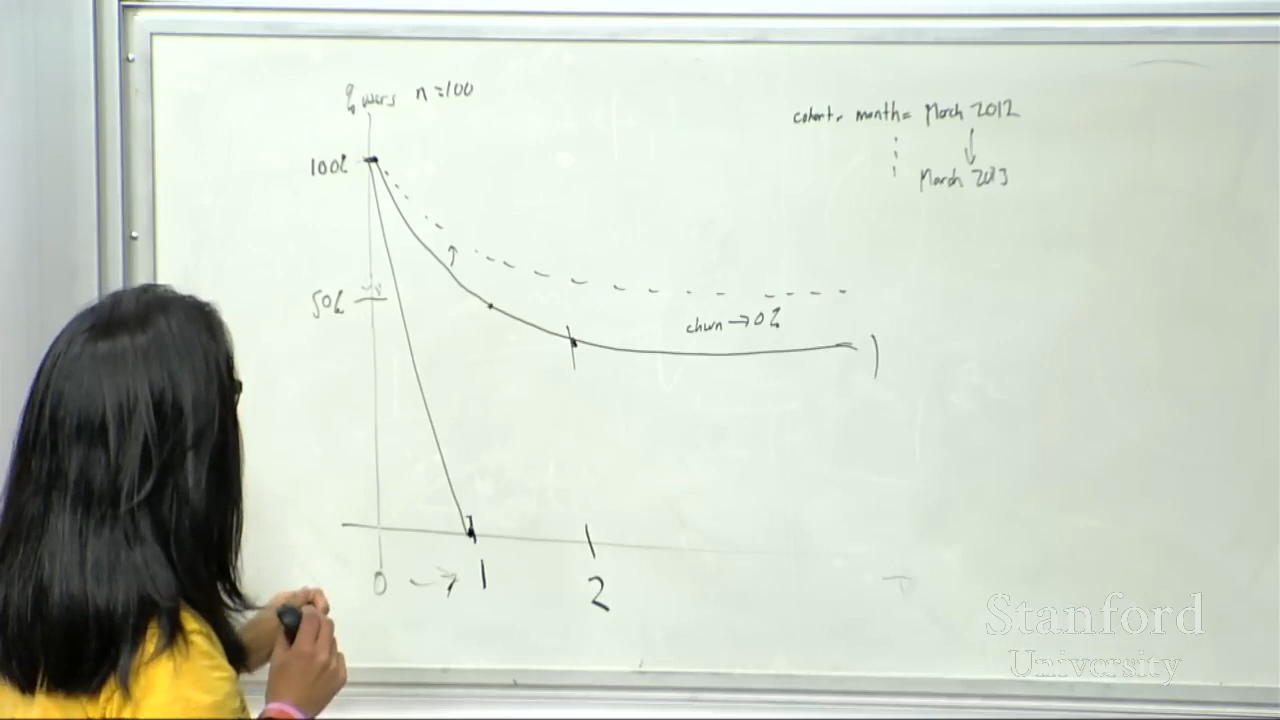 % users n=100
100%
50%
churn → 0%
0 → 1
2
T
cohort, month = March 2012
↓
March 2013
Stanford
University